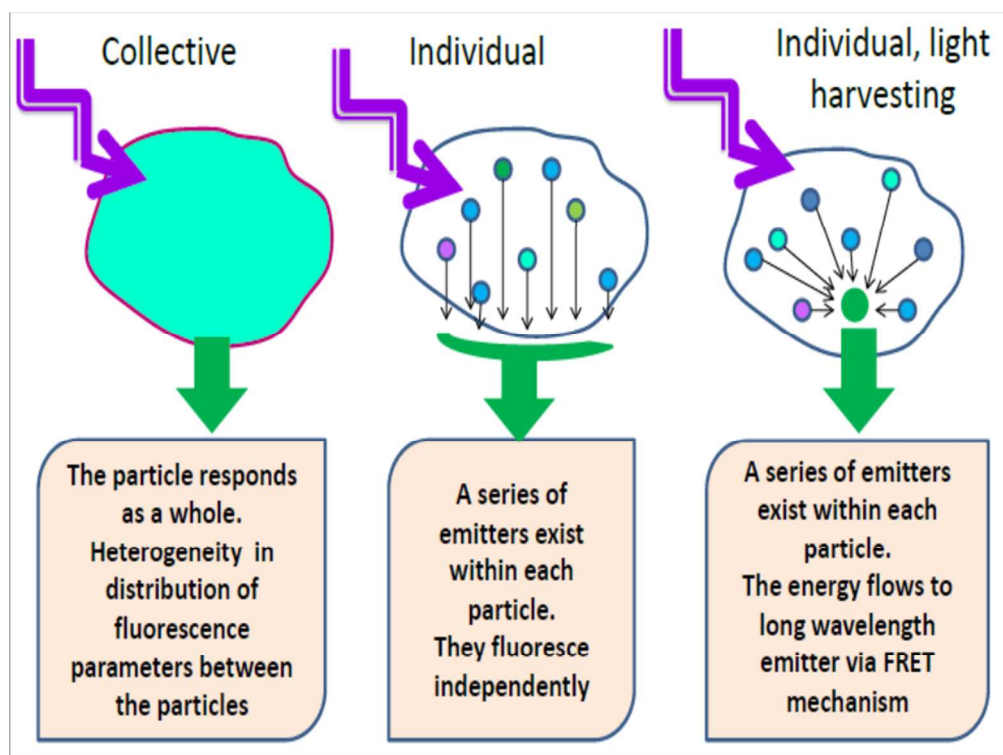 Collective
Individual
Individual, light
harvesting
The particle responds
as a whole.
Heterogeneity in
distribution of
fluorescence
parameters between
the particles
A series of
emitters exist
within each
particle.
They fluoresce
independently
A series of emitters
exist within each
particle.
The energy flows to
long wavelength
emitter via FRET
mechanism